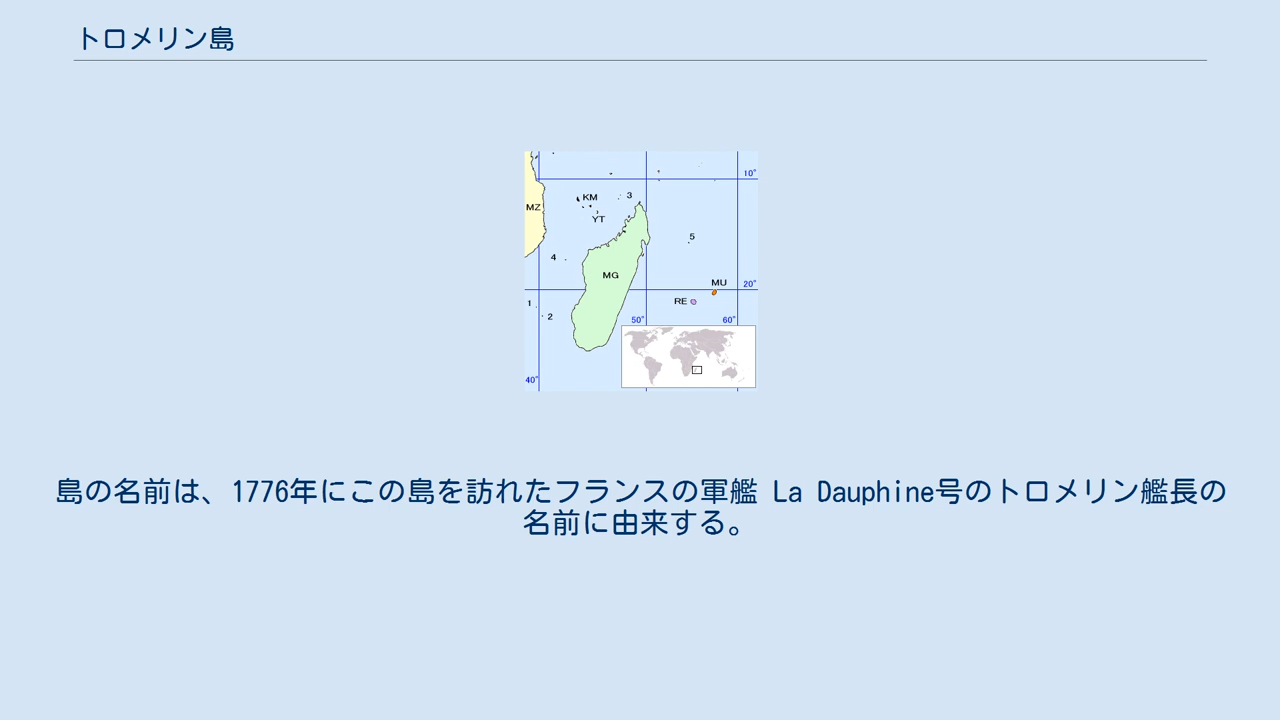 トロメリン島
10°
KM
3
MZ
YT
5
4
MG
MU
20°
RE
1
2
50°
60°
40°
島の名前は、1776年にこの島を訪れたフランスの軍艦 La Dauphine号のトロメリン艦長の
名前に由来する。